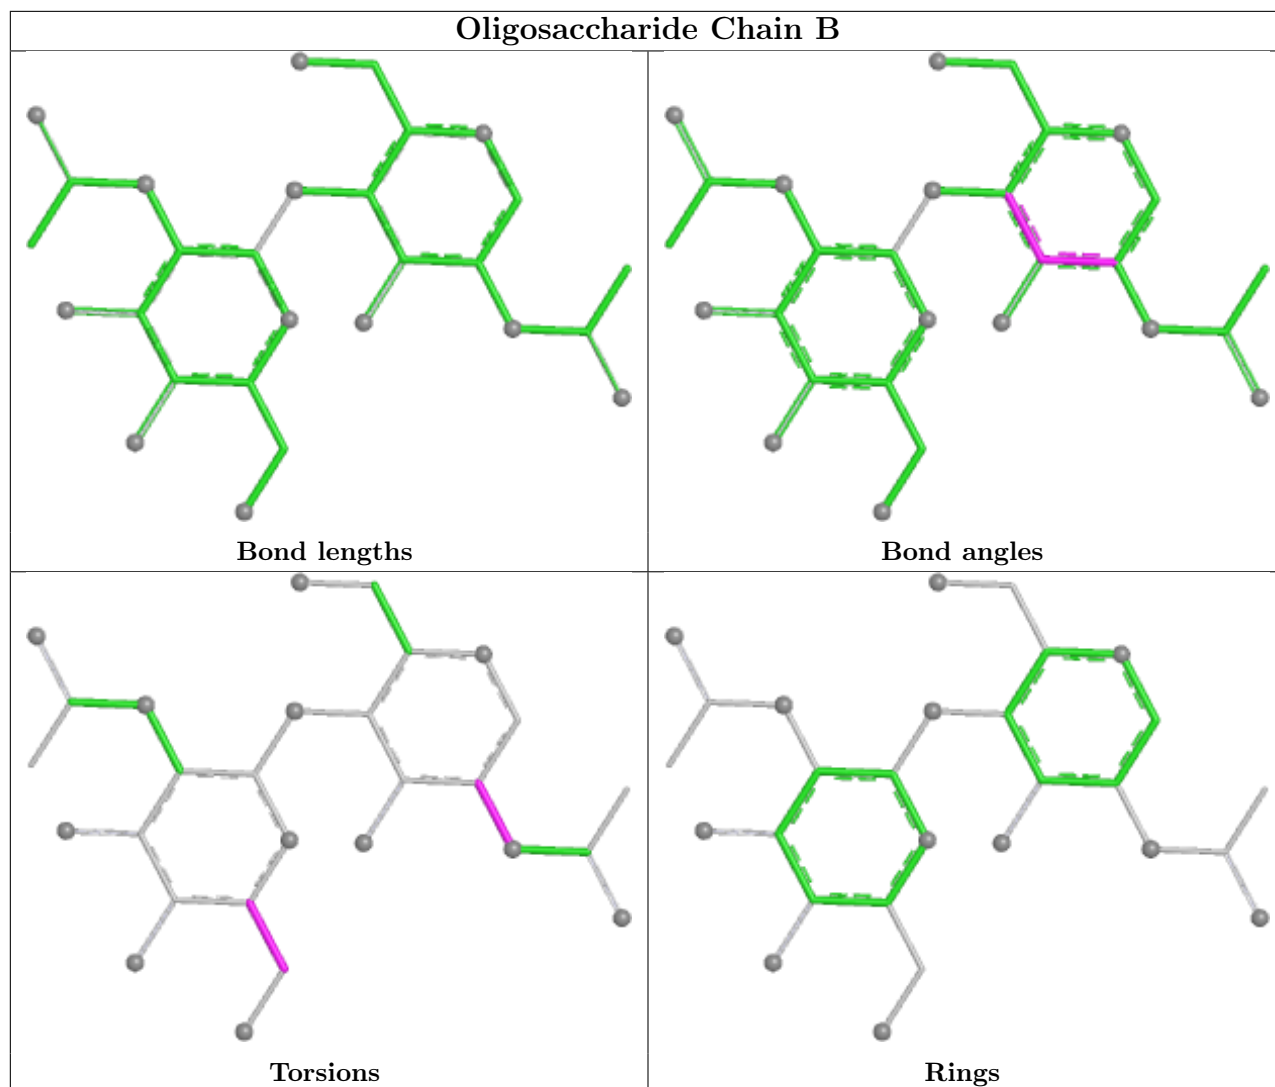 Oligosaccharide Chain B
Bond lengths
Bond angles
Torsions
Rings